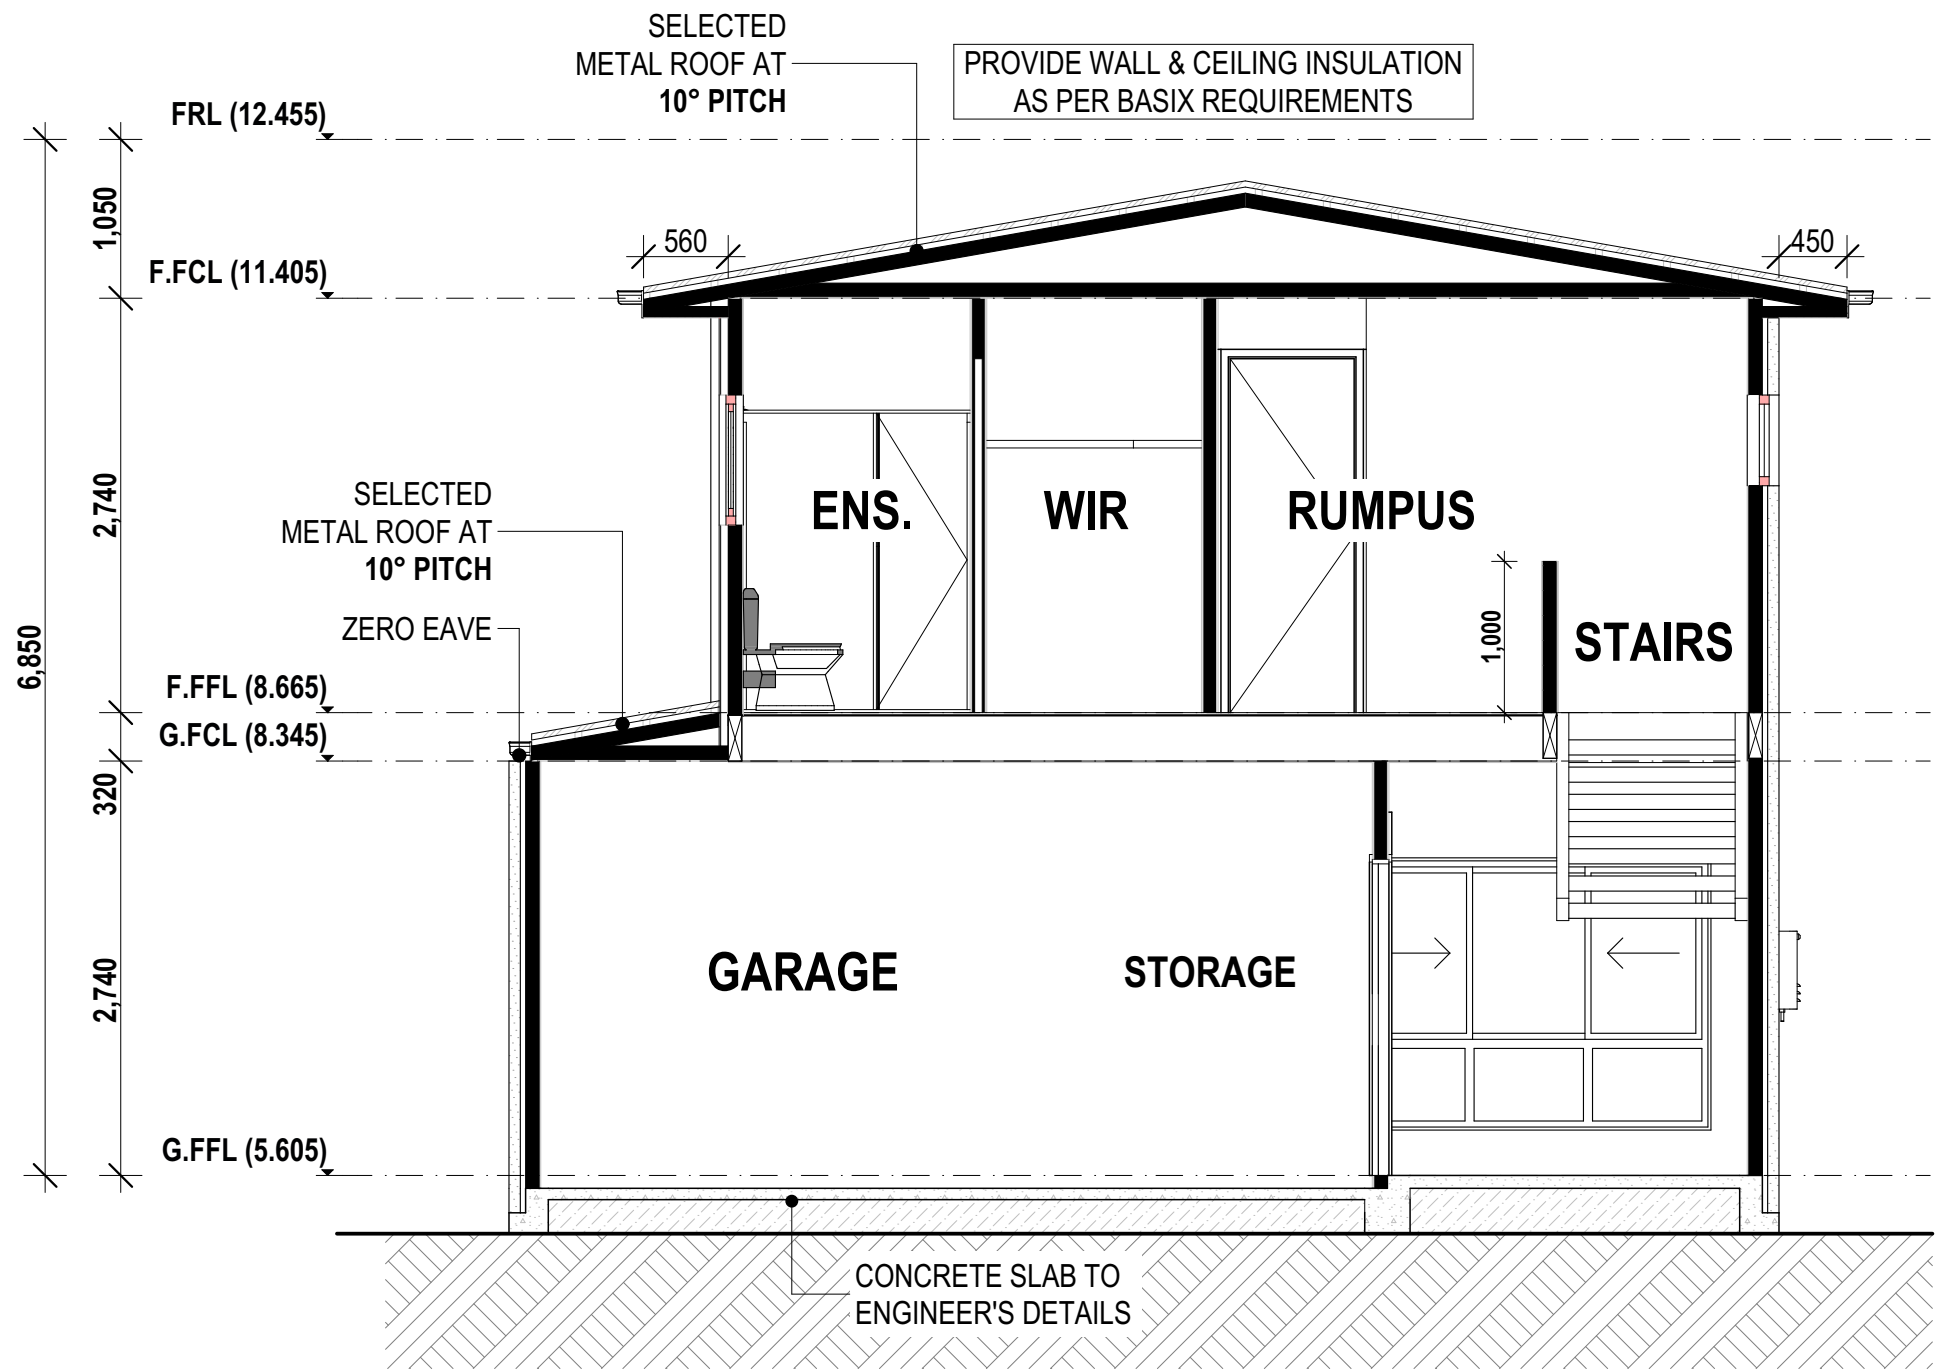 SELECTED
METAL ROOF AT
10° PITCH
PROVIDE WALL & CEILING INSULATION
AS PER BASIX REQUIREMENTS
FRL (12.455)
1,050
560
450
F.FCL (11.405)
2,740
SELECTED
METAL ROOF AT
10° PITCH
ENS.
WIR
RUMPUS
ZERO EAVE
1,000
STAIRS
6,850
F.FFL (8.665)
G.FCL (8.345)
320
GARAGE
STORAGE
2,740
G.FFL (5.605)
CONCRETE SLAB TO
ENGINEER'S DETAILS